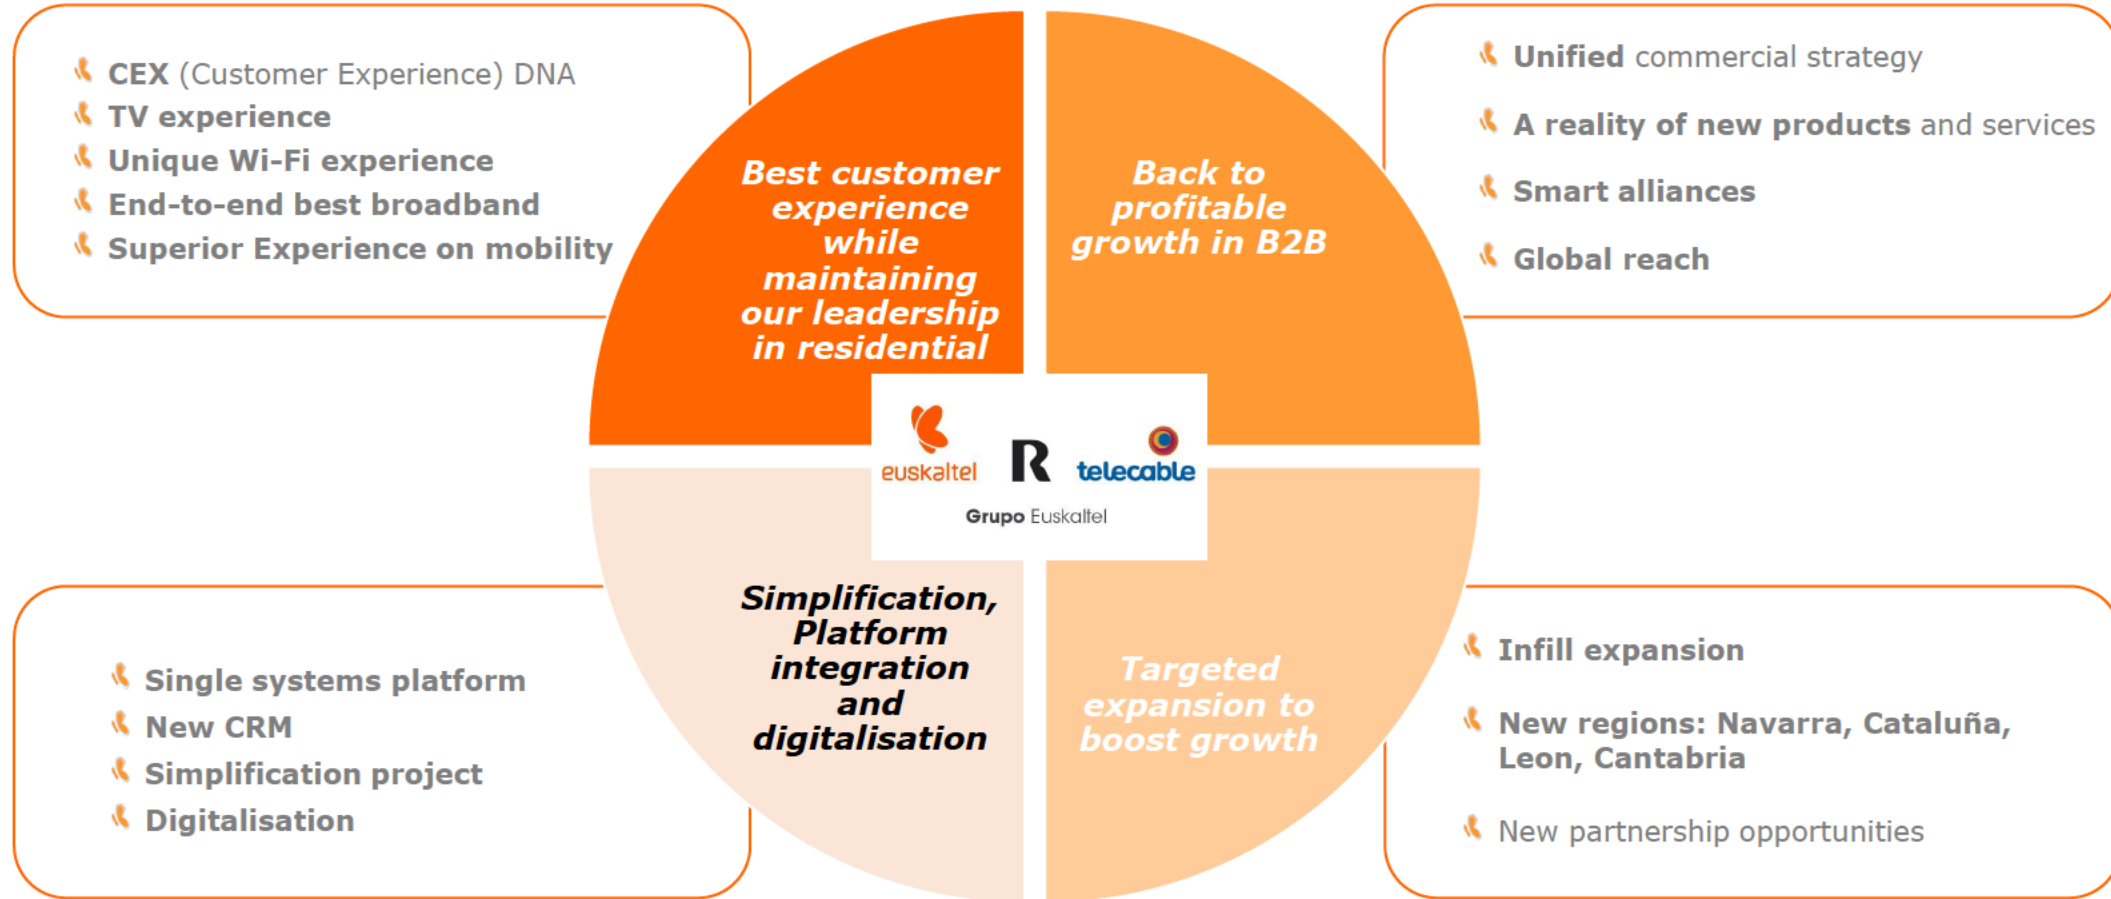 CEX (Customer Experience) DNA
TV experience
Unique Wi-Fi experience
End-to-end best broadband
Superior Experience on mobility
Best customer
experience
while
maintaining
our leadership
in residential
Back to
profitable
growth in B2B
Unified commercial strategy
A reality of new products and services
Smart alliances
Global reach
euskaltel
R
telecable
Grupo Euskaltel
Single systems platform
New CRM
Simplification project
Digitalisation
Simplification,
Platform
integration
and
digitalisation
Targeted
expansion to
boost growth
Infill expansion
New regions: Navarra, Cataluña,
Leon, Cantabria
New partnership opportunities